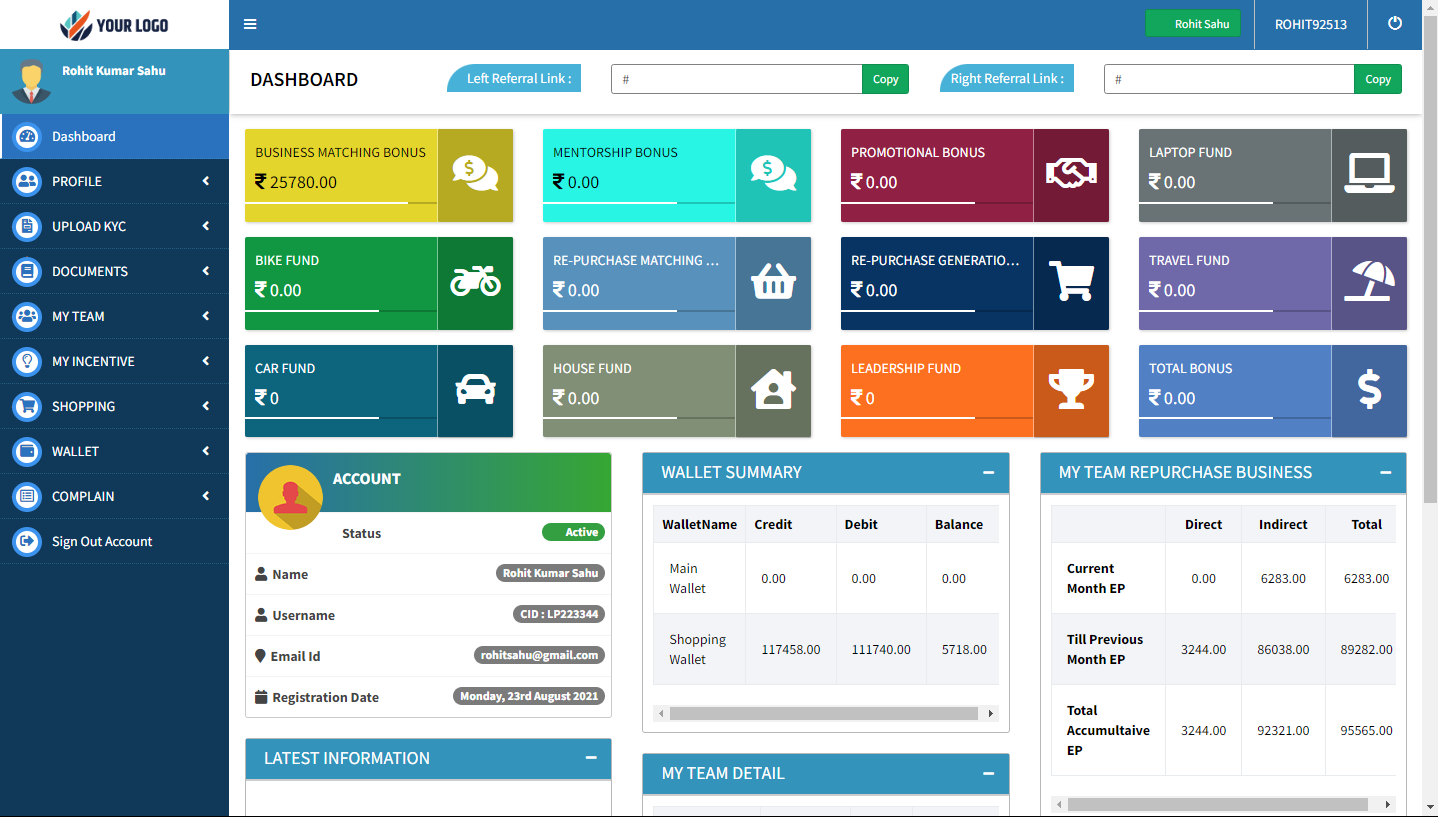 YOUR LOGO
Rohit Sahu
ROHIT92513
Rohit Kumar Sahu
DASHBOARD
Left Referral Link :
#
Copy
Right Referral Link :
#
Copy
Dashboard
PROFILE
UPLOAD KYC
DOCUMENTS
MY TEAM
MY INCENTIVE
SHOPPING
WALLET
COMPLAIN
Sign Out Account
BUSINESS MATCHING BONUS
₹ 25780.00
MENTORSHIP BONUS
₹ 0.00
PROMOTIONAL BONUS
₹ 0.00
LAPTOP FUND
₹ 0.00
BIKE FUND
₹ 0.00
RE-PURCHASE MATCHING ...
₹ 0.00
RE-PURCHASE GENERATIO...
₹ 0.00
TRAVEL FUND
₹ 0.00
CAR FUND
₹ 0
HOUSE FUND
₹ 0.00
LEADERSHIP FUND
₹ 0
TOTAL BONUS
₹ 0.00
ACCOUNT
Status Active
Name Rohit Kumar Sahu
Username CID : LP223344
Email Id rohitsahu@gmail.com
Registration Date Monday, 23rd August 2021
LATEST INFORMATION
WALLET SUMMARY
WalletName Credit Debit Balance
Main
Wallet
0.00 0.00 0.00
Shopping
Wallet
117458.00 111740.00 5718.00
MY TEAM DETAIL
MY TEAM REPURCHASE BUSINESS
Direct Indirect Total
Current
Month EP
0.00 6283.00 6283.00
Till Previous
Month EP
3244.00 86038.00 89282.00
Total
Accumultaive
EP
3244.00 92321.00 95565.00